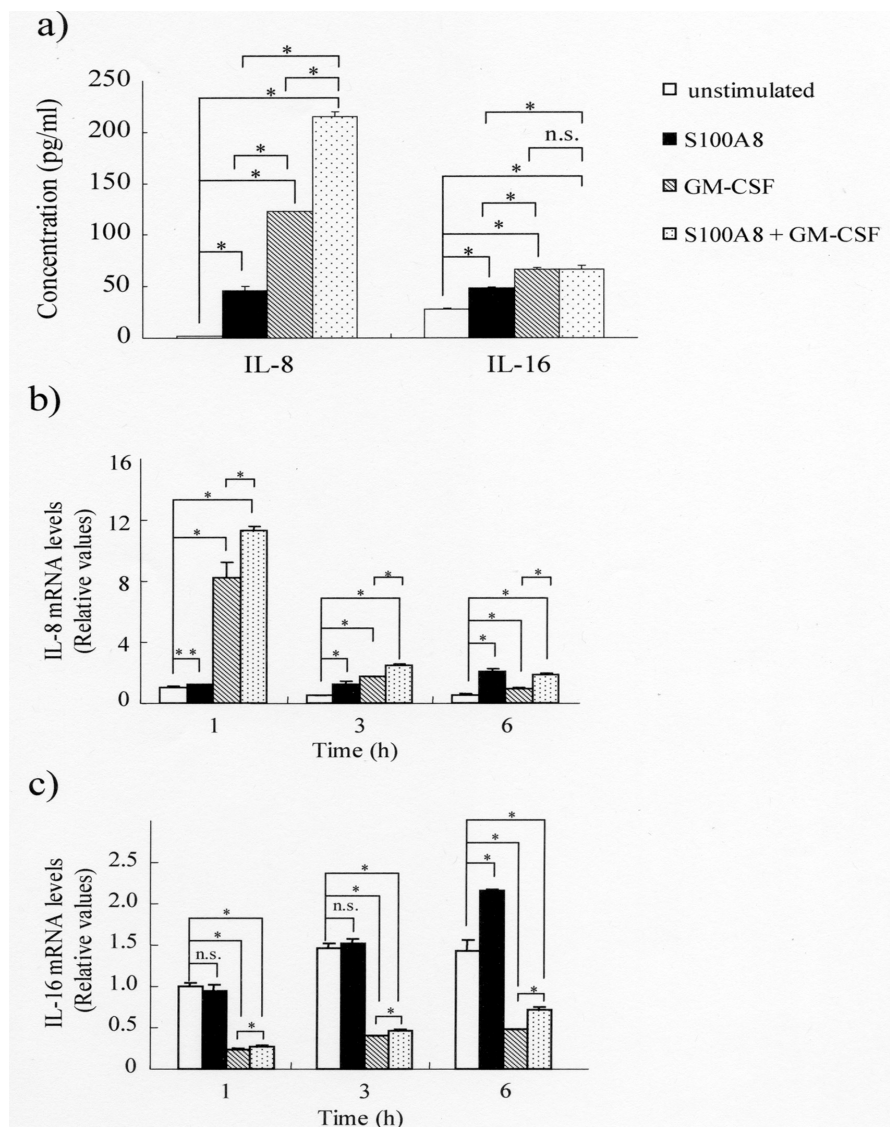 a)
*
*
*
*
*
*
*
n.s.
*
*
*
*
250
200
150
100
50
0
Concentration (pg/ml)
IL-8
IL-16
unstimulated
S100A8
GM-CSF
S100A8 + GM-CSF
b)
16
12
8
4
0
IL-8 mRNA levels
(Relative values)
*
*
*
* *
*
*
*
*
*
*
*
*
1
3
6
Time (h)
c)
2.5
2.0
1.5
1.0
0.5
0
IL-16 mRNA levels
(Relative values)
*
*
n.s.
*
*
*
n.s.
*
*
*
*
*
1
3
6
Time (h)